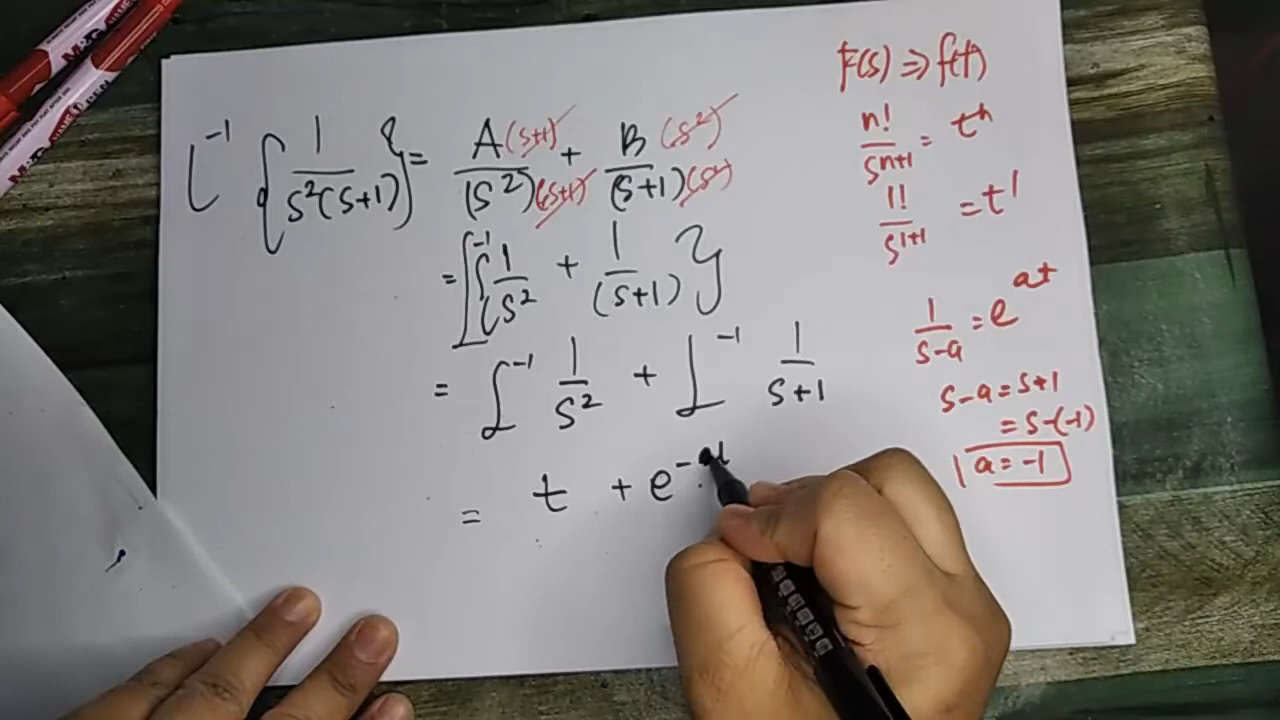 L⁻¹ { 1 / s²(s+1) } = A(s+1) / (s²)(s+1) + B(s²) / (s+1)(s²)
= L⁻¹ { 1 / s² + 1 / (s+1) }
= L⁻¹ 1 / s² + L⁻¹ 1 / s+1
= t + e⁻
F(s) ⇒ f(t)
n! / sⁿ⁺¹ = tⁿ
1! / s¹⁺¹ = t¹
1 / s-a = e^at
s-a = s+1
= s-(-1)
a = -1
M&G
M&G